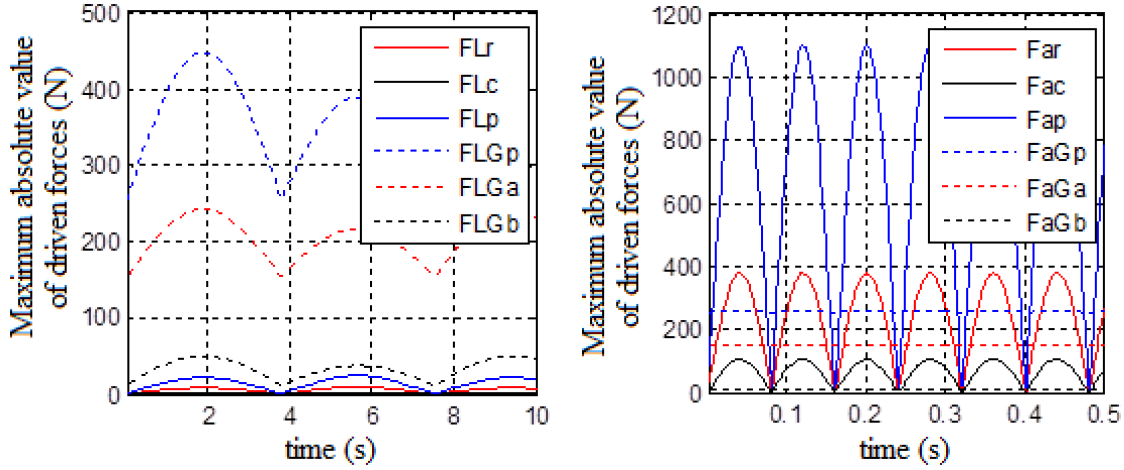 Maximum absolute value
of driven forces (N)
500
400
300
200
100
0
2
4
6
8
10
time (s)
FLr
FLc
FLp
FLGp
FLGa
FLGb
Maximum absolute value
of driven forces (N)
1200
1000
800
600
400
200
0
0.1
0.2
0.3
0.4
0.5
time (s)
Far
Fac
Fap
FaGp
FaGa
FaGb